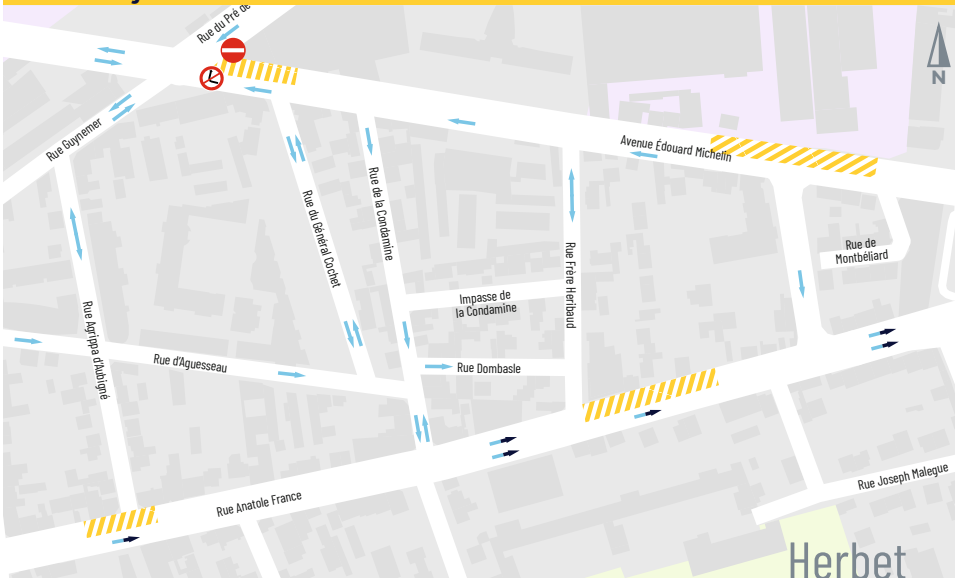 Rue du Pré de
N
Rue Guynemer
Avenue Édouard Michelin
Rue du Général Cochet
Rue de la Condamine
Rue Frère Heribaud
Rue de
Montbéliard
Impasse de
la Condamine
Rue Agrippa d'Aubigné
Rue d'Aguesseau
Rue Dombasle
Rue Anatole France
Rue Joseph Malegue
Herbet